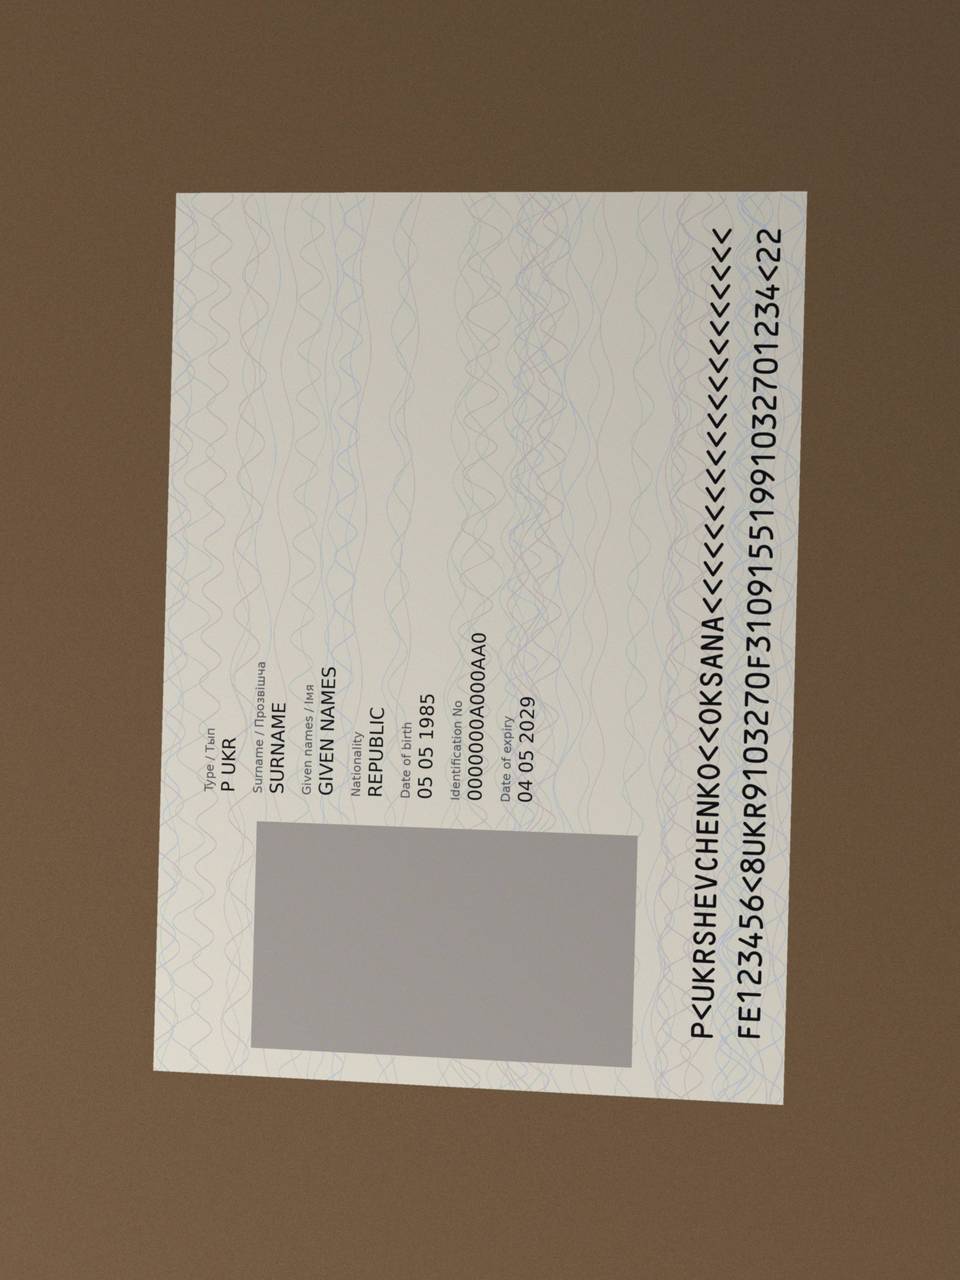 Type / Тып
P UKR
Surname / Прозвішча
SURNAME
Given names / Імя
GIVEN NAMES
Nationality
REPUBLIC
Date of birth
05 05 1985
Identification No
0000000A000AA0
Date of expiry
04 05 2029
P<UKRSHEVCHENKO<<OKSANA<<<<<<<<<<<<<<<<<<<<<
FE123456<8UKR9103270F31091551991032701234<22